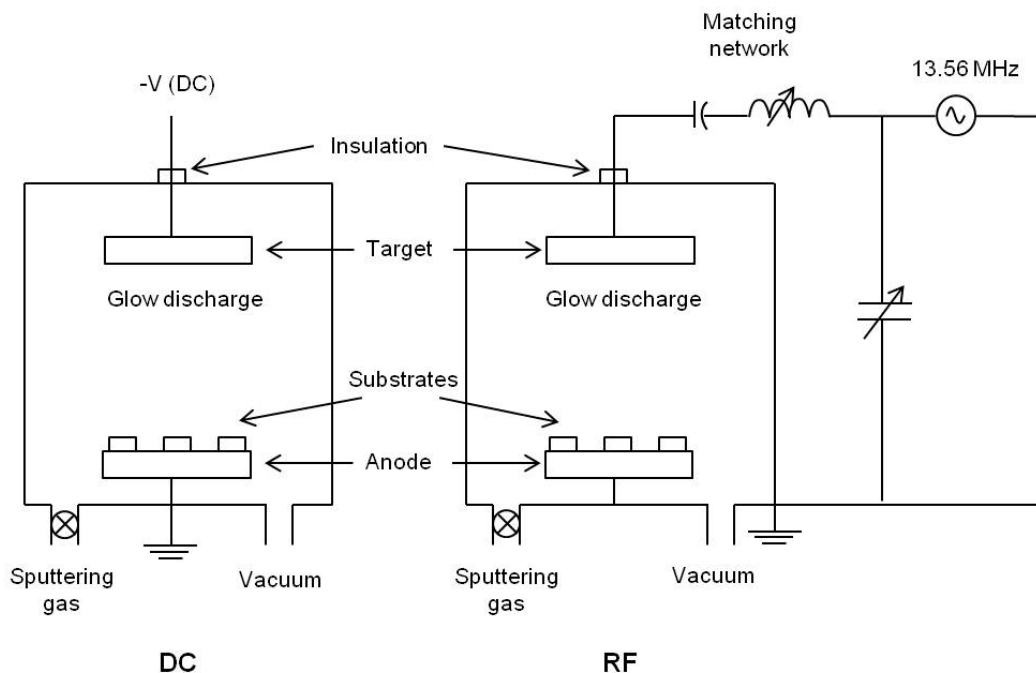 Matching
network
13.56 MHz
-V (DC)
Insulation
Target
Glow discharge
Glow discharge
Substrates
Anode
Sputtering
gas
Vacuum
Sputtering
gas
Vacuum
DC
RF